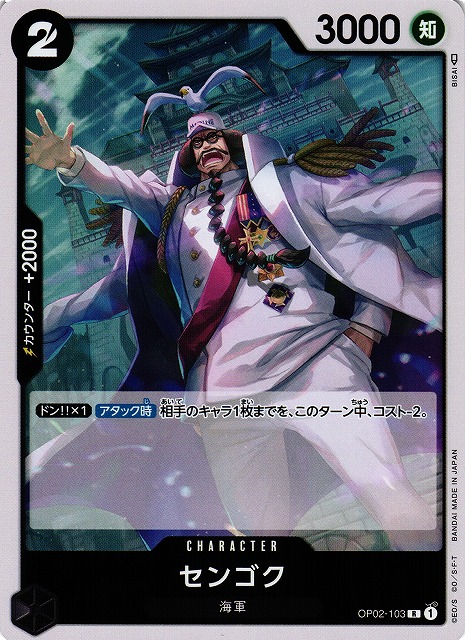 2
3000 知
BISAI
MARINE
カウンター +2000
ドン!!×1 アタック時 相手のキャラ1枚までを、このターン中、コスト-2。
CHARACTER
センゴク
海軍
OP02-103 R 1
©E.O/S ©O/S・F・T BANDAI MADE IN JAPAN